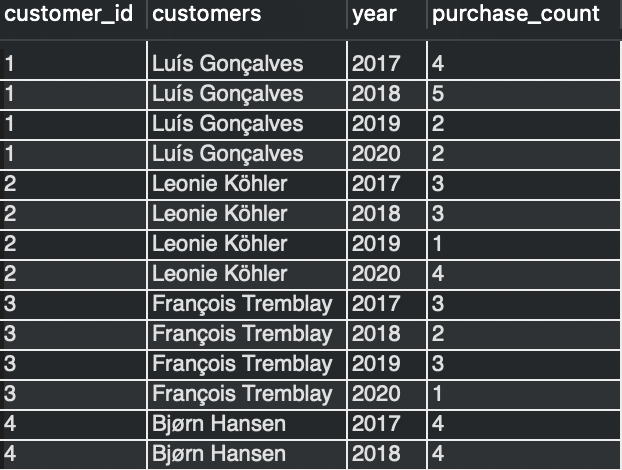 customer_id customers year purchase_count
1 Luís Gonçalves 2017 4
1 Luís Gonçalves 2018 5
1 Luís Gonçalves 2019 2
1 Luís Gonçalves 2020 2
2 Leonie Köhler 2017 3
2 Leonie Köhler 2018 3
2 Leonie Köhler 2019 1
2 Leonie Köhler 2020 4
3 François Tremblay 2017 3
3 François Tremblay 2018 2
3 François Tremblay 2019 3
3 François Tremblay 2020 1
4 Bjørn Hansen 2017 4
4 Bjørn Hansen 2018 4